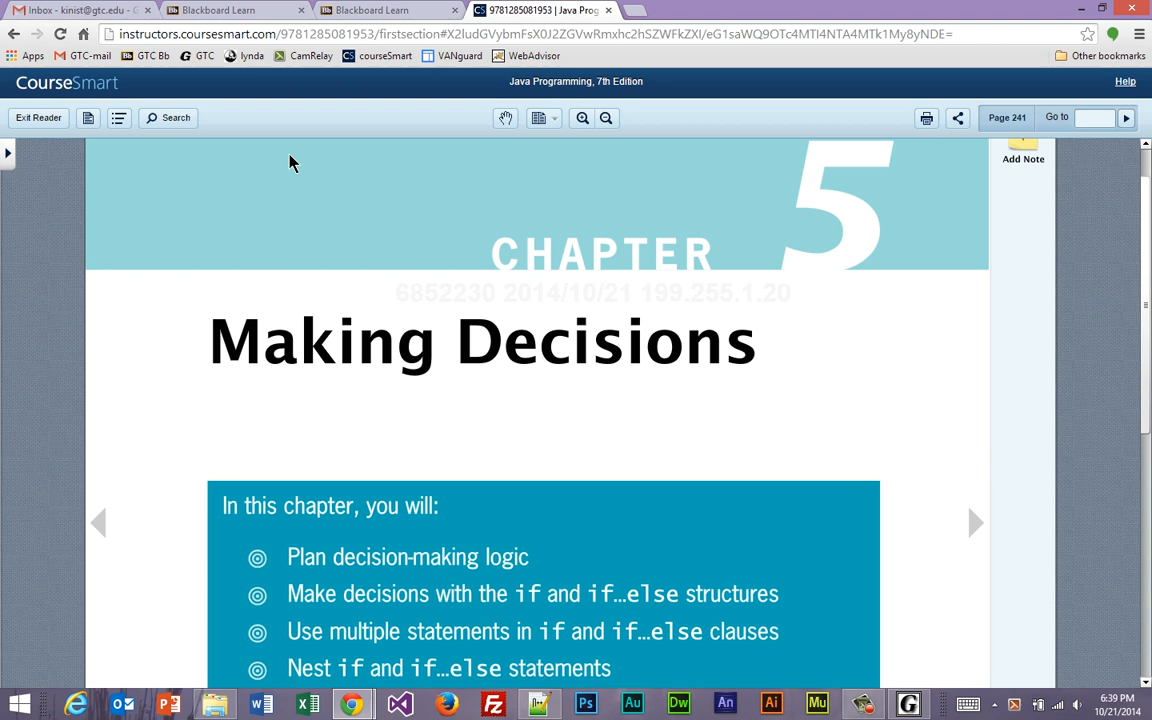 Inbox - kinist@gtc.edu - G
Blackboard Learn
Blackboard Learn
9781285081953 | Java Prog
instructors.coursesmart.com/9781285081953/firstsection#X2ludGVybmFsX0J2ZGVwRmxhc2hSZWFkZXI/eG1saWQ9OTc4MTI4NTA4MTk1My8yNDE=
Apps GTC-mail GTC Bb GTC lynda CamRelay courseSmart VANguard WebAdvisor Other bookmarks
CourseSmart
Java Programming, 7th Edition
Help
Exit Reader
Search
Page 241
Go to
Add Note
CHAPTER 5
6852230 2014/10/21 199.255.1.20
Making Decisions
In this chapter, you will:
Plan decision-making logic
Make decisions with the if and if…else structures
Use multiple statements in if and if…else clauses
Nest if and if…else statements
6:39 PM
10/21/2014